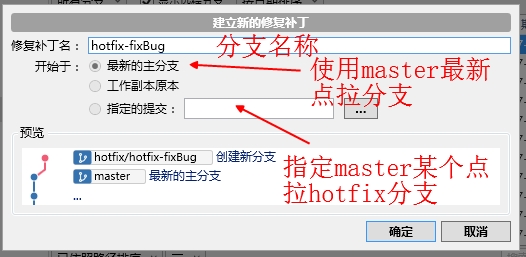 建立新的修复补丁
修复补丁名： hotfix-fixBug
分支名称
开始于： 最新的主分支
使用master最新
点拉分支
工作副本原本
指定的提交： ...
预览
hotfix/hotfix-fixBug 创建新分支
master 最新的主分支
...
指定master某个点
拉hotfix分支
确定 取消